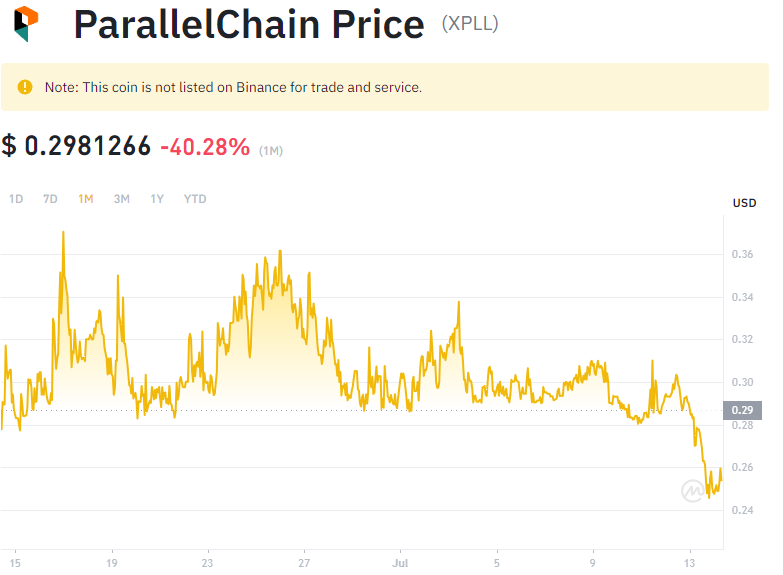 ParallelChain Price (XPLL)
Note: This coin is not listed on Binance for trade and service.
$ 0.2981266 -40.28% (1M)
1D 7D 1M 3M 1Y YTD
USD
0.36
0.34
0.32
0.30
0.29
0.28
0.26
0.24
15 19 23 27 Jul 5 9 13